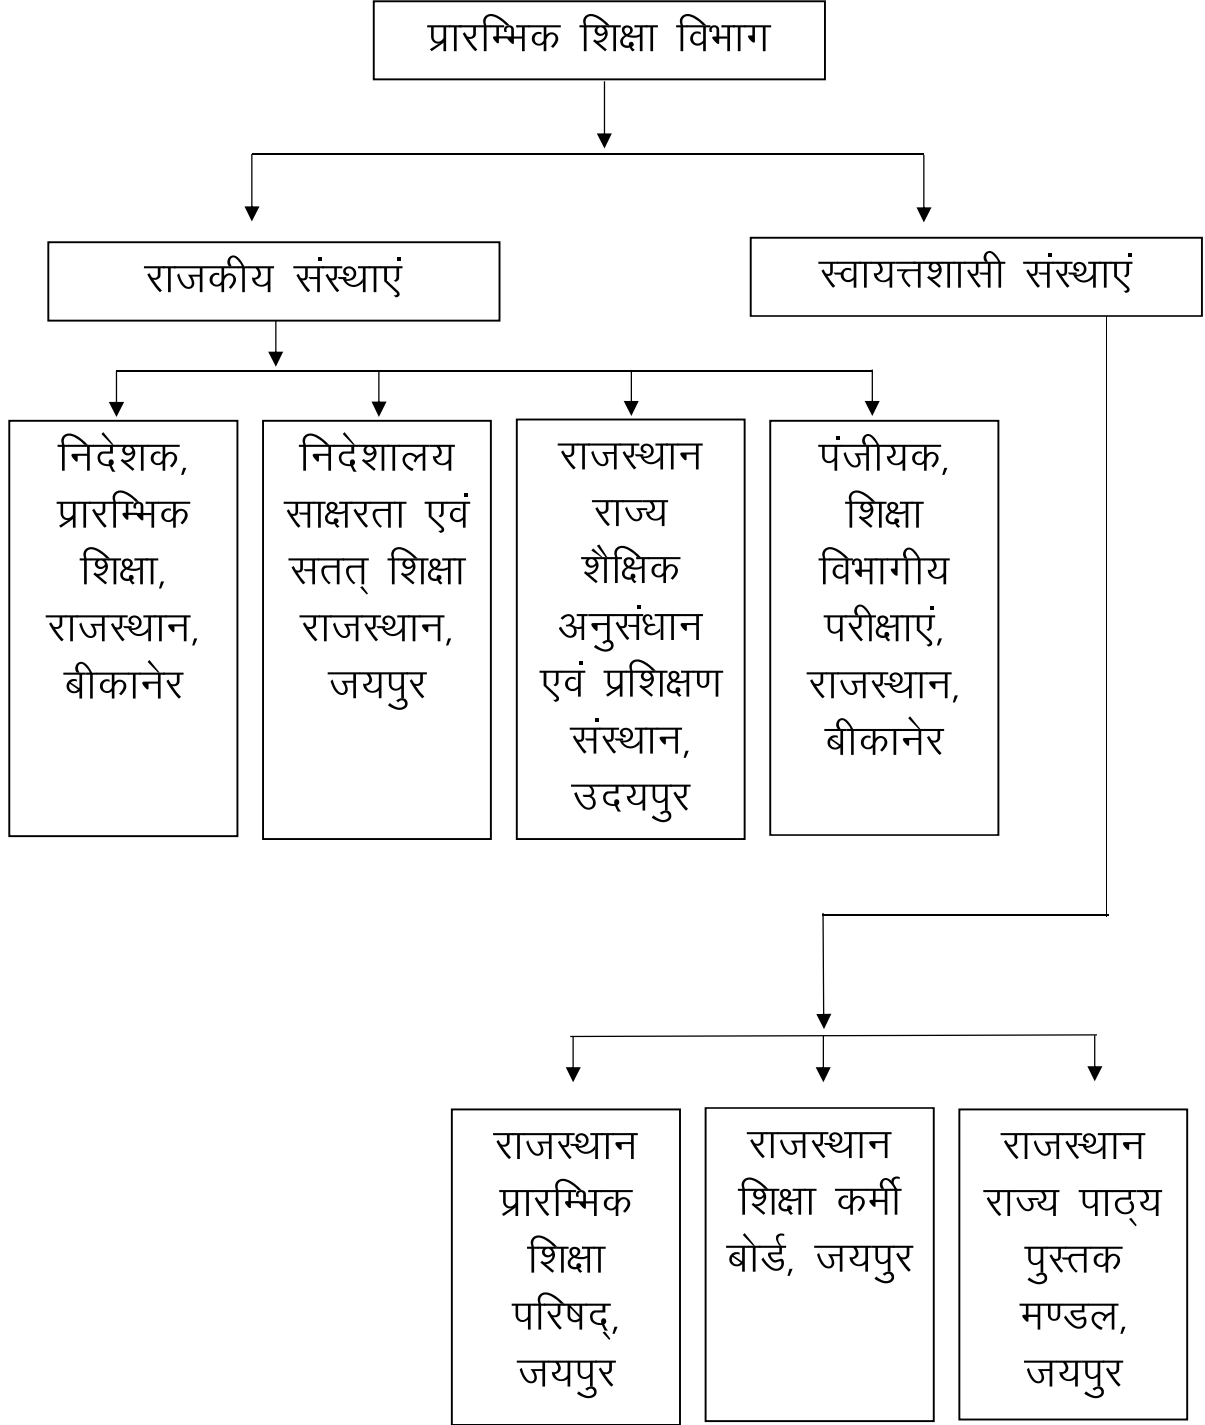 प्रारम्भिक शिक्षा विभाग
राजकीय संस्थाएं
स्वायत्तशासी संस्थाएं
निदेशक,
प्रारम्भिक
शिक्षा,
राजस्थान,
बीकानेर
निदेशालय
साक्षरता एवं
सतत् शिक्षा
राजस्थान,
जयपुर
राजस्थान
राज्य
शैक्षिक
अनुसंधान
एवं प्रशिक्षण
संस्थान,
उदयपुर
पंजीयक,
शिक्षा
विभागीय
परीक्षाएं,
राजस्थान,
बीकानेर
राजस्थान
प्रारम्भिक
शिक्षा
परिषद्,
जयपुर
राजस्थान
शिक्षा कर्मी
बोर्ड, जयपुर
राजस्थान
राज्य पाठ्य
पुस्तक
मण्डल,
जयपुर